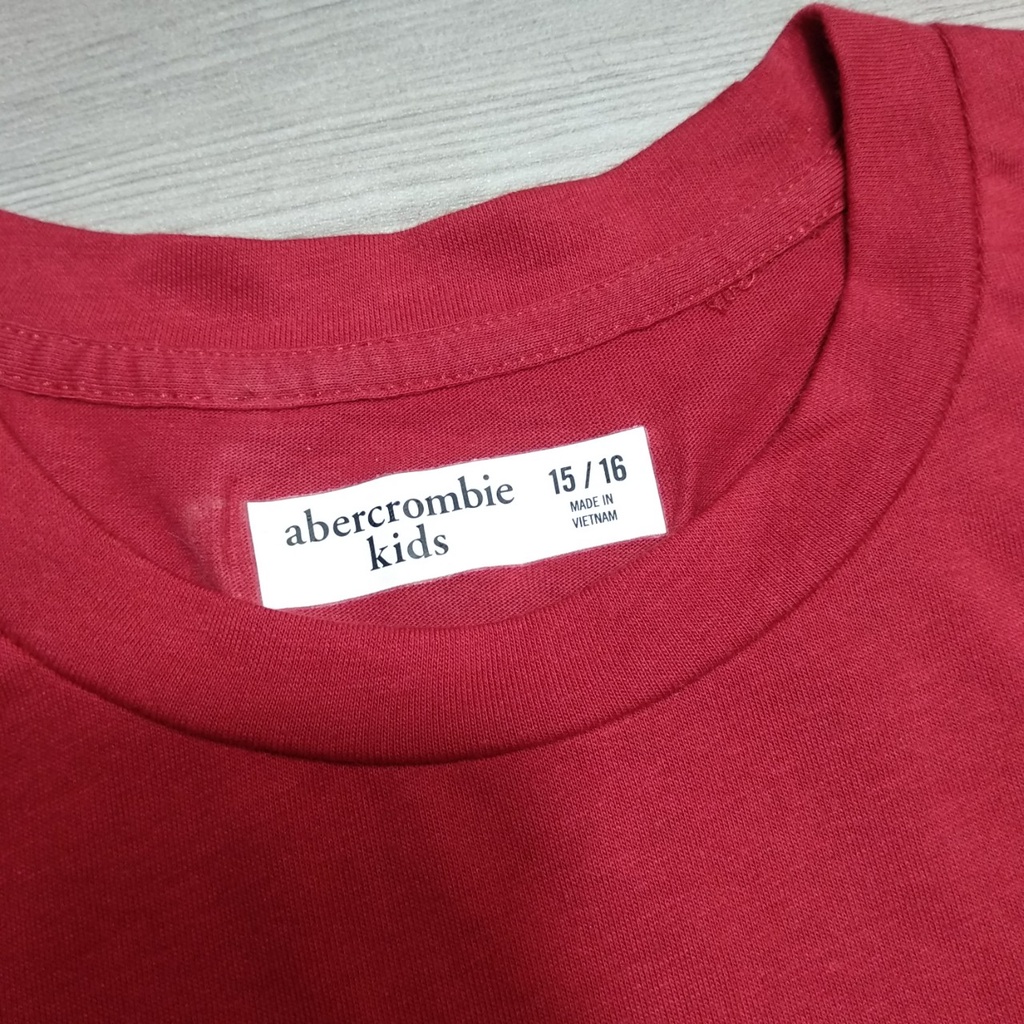 abercrombie
kids
15 / 16
MADE IN
VIETNAM